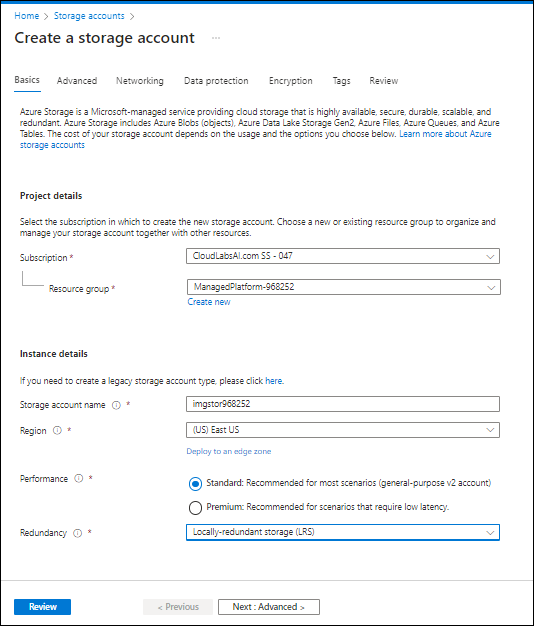 Home > Storage accounts >
Create a storage account ...
Basics Advanced Networking Data protection Encryption Tags Review
Azure Storage is a Microsoft-managed service providing cloud storage that is highly available, secure, durable, scalable, and
redundant. Azure Storage includes Azure Blobs (objects), Azure Data Lake Storage Gen2, Azure Files, Azure Queues, and Azure
Tables. The cost of your storage account depends on the usage and the options you choose below. Learn more about Azure
storage accounts
Project details
Select the subscription in which to create the new storage account. Choose a new or existing resource group to organize and
manage your storage account together with other resources.
Subscription * CloudLabsAI.com SS - 047
Resource group * ManagedPlatform-968252
Create new
Instance details
If you need to create a legacy storage account type, please click here.
Storage account name * imgstor968252
Region * (US) East US
Deploy to an edge zone
Performance * Standard: Recommended for most scenarios (general-purpose v2 account)
Premium: Recommended for scenarios that require low latency.
Redundancy * Locally-redundant storage (LRS)
Review < Previous Next : Advanced >